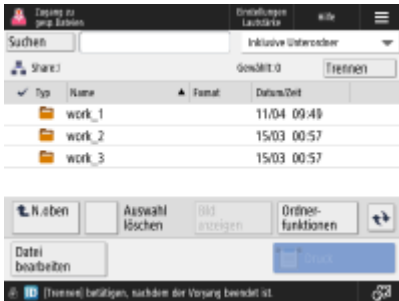 Zugang zu
gesp. Dateien
Einstellungen
Lautstärke
Hilfe
Suchen
Inklusive Unterordner
Share:/
Gewählt: 0
Trennen
Typ Name Format Datum/Zeit
work_1 11/04 09:49
work_2 15/03 00:57
work_3 15/03 00:57
N.oben
Auswahl
löschen
Bild
anzeigen
Ordner-
funktionen
Datei
bearbeiten
Druck
ID [Trennen] betätigen, nachdem der Vorgang beendet ist.